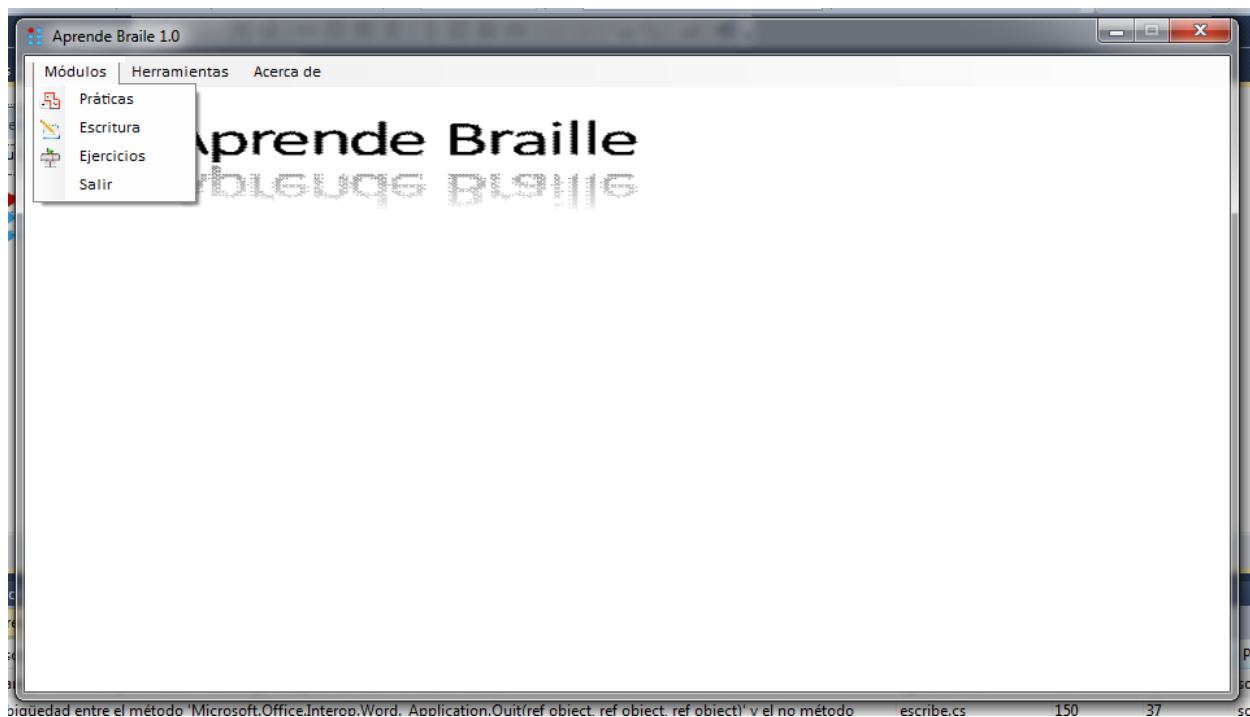 Aprende Braile 1.0
Módulos Herramientas Acerca de
Práticas
Escritura
Ejercicios
Salir
Aprende Braille
entre el método 'Microsoft.Office.Interop.Word._Application.Quit(ref object, ref object, ref object)' y el no método escribe.cs 150 37